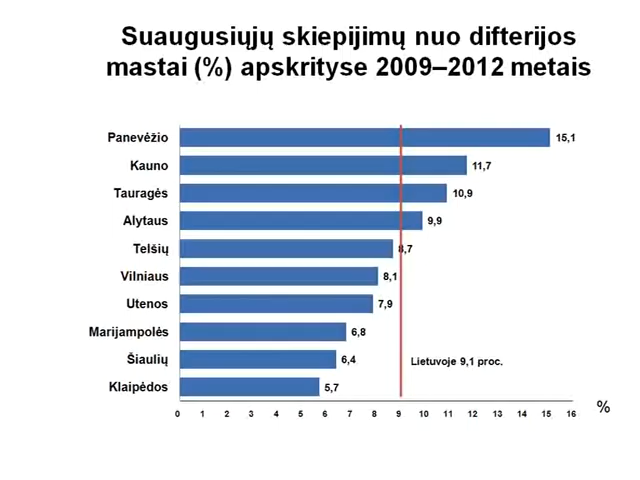 Suaugusiųjų skiepijimų nuo difterijos
mastai (%) apskrityse 2009–2012 metais
Panevėžio 15,1
Kauno 11,7
Tauragės 10,9
Alytaus 9,9
Telšių 8,7
Vilniaus 8,1
Utenos 7,9
Marijampolės 6,8
Šiaulių 6,4
Lietuvoje 9,1 proc.
Klaipėdos 5,7
0 1 2 3 4 5 6 7 8 9 10 11 12 13 14 15 16 %